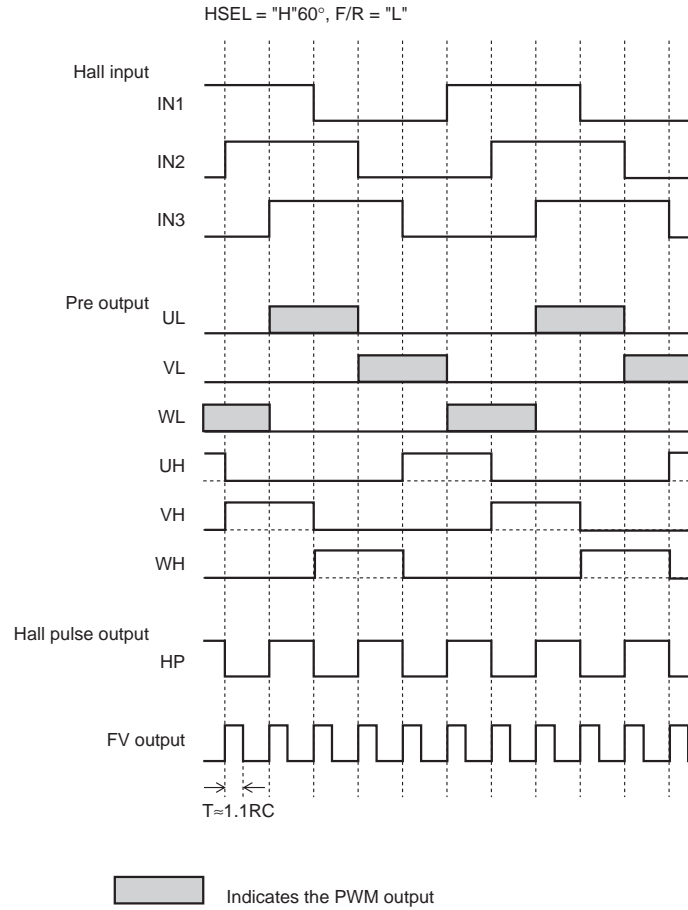 HSEL = "H"60°, F/R = "L"
Hall input
IN1
IN2
IN3
Pre output
UL
VL
WL
UH
VH
WH
Hall pulse output
HP
FV output
T≈1.1RC
Indicates the PWM output